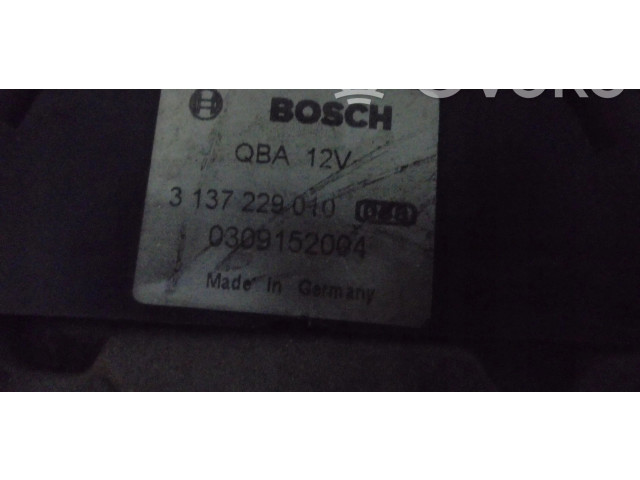 BOSCH
QBA 12V
3 137 229 010
0309152004
Made in Germany